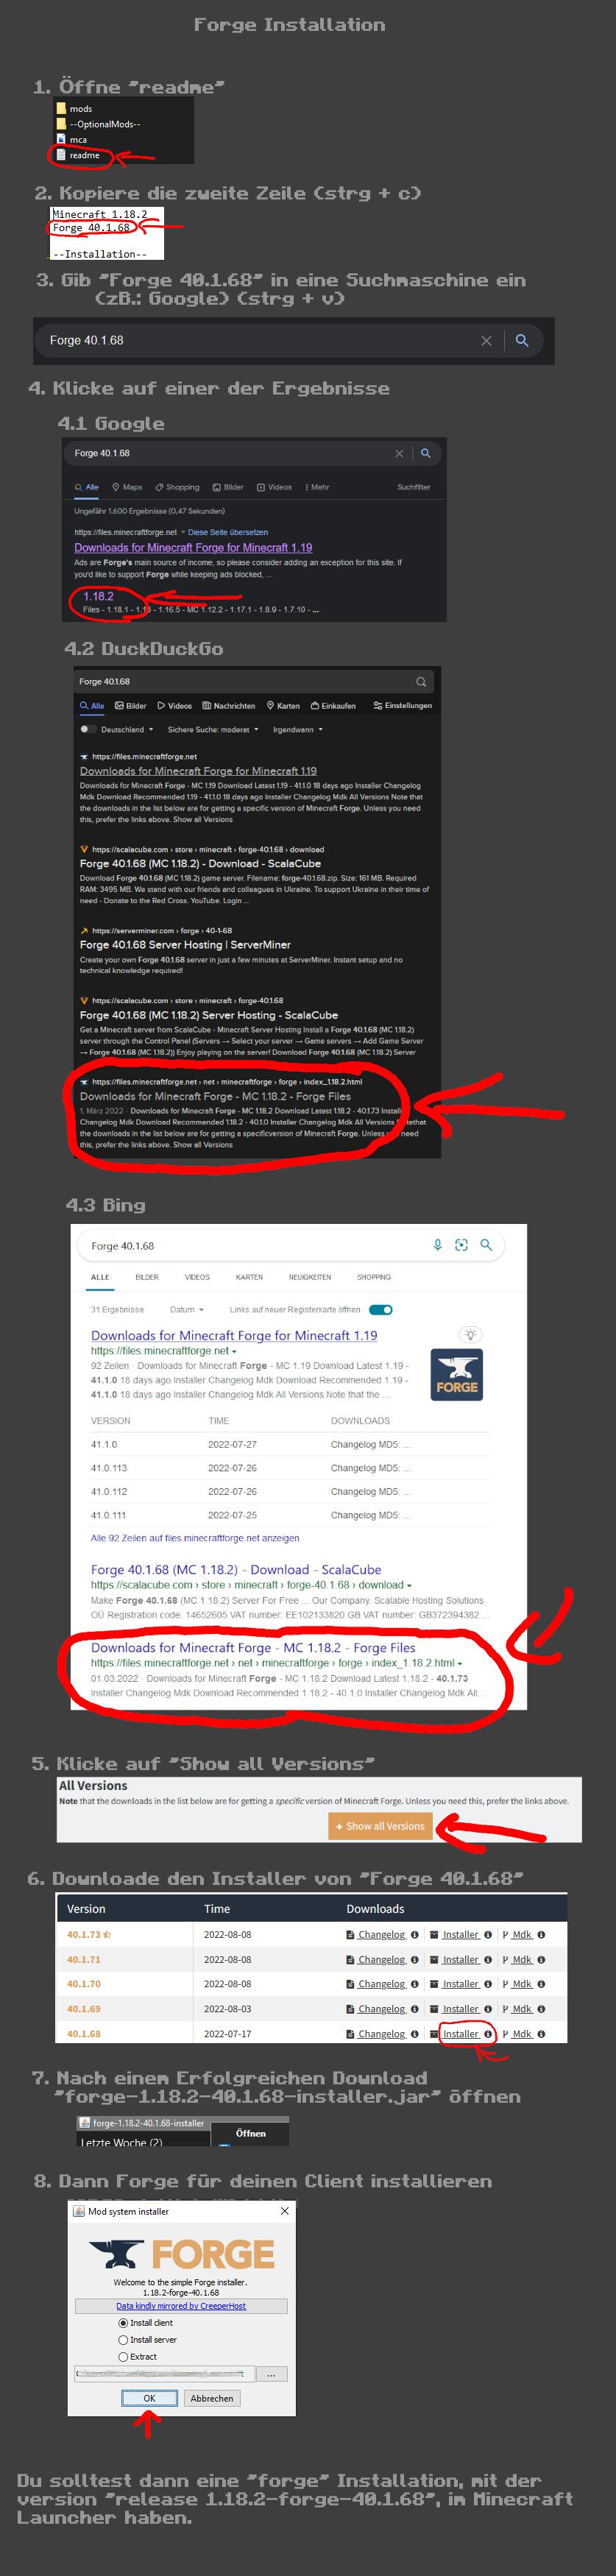 Forge Installation
1. Öffne "readme"
mods
--OptionalMods--
mca
readme
2. Kopiere die zweite Zeile (strg + c)
Minecraft 1.18.2
Forge 40.1.68
--Installation--
3. Gib "Forge 40.1.68" in eine Suchmaschine ein
(zB.: Google) (strg + v)
Forge 40.1.68
4. Klicke auf einer der Ergebnisse
4.1 Google
Forge 40.1.68
Alle Maps Shopping Bilder Videos Mehr Suchfilter
Ungefähr 1.600 Ergebnisse (0,47 Sekunden)
https://files.minecraftforge.net Diese Seite übersetzen
Downloads for Minecraft Forge for Minecraft 1.19
Ads are Forge's main source of income, so please consider adding an exception for this site. If
you'd like to support Forge while keeping ads blocked, ...
1.18.2
Files - 1.18.1 - 1.18 - 1.16.5 - MC 1.12.2 - 1.17.1 - 1.8.9 - 1.7.10 - ...
4.2 DuckDuckGo
Forge 40.1.68
Alle Bilder Videos Nachrichten Karten Einkaufen Einstellungen
Deutschland Sichere Suche: moderat Irgendwann
https://files.minecraftforge.net
Downloads for Minecraft Forge for Minecraft 1.19
Downloads for Minecraft Forge - MC 1.19 Download Latest 1.19 - 41.1.0 18 days ago Installer Changelog
Mdk Download Recommended 1.19 - 41.1.0 18 days ago Installer Changelog Mdk All Versions Note that
the downloads in the list below are for getting a specific version of Minecraft Forge. Unless you need
this, prefer the links above. Show all Versions
https://scalacube.com › store › minecraft › forge-40.1.68 › download
Forge 40.1.68 (MC 1.18.2) - Download - ScalaCube
Download Forge 40.1.68 (MC 1.18.2) game server. Filename: forge-40.1.68.zip. Size: 161 MB. Required
RAM: 3495 MB. We stand with our friends and colleagues in Ukraine. To support Ukraine in their time of
need - Donate to the Red Cross. YouTube. Login ...
https://serverminer.com › forge › 40-1-68
Forge 40.1.68 Server Hosting | ServerMiner
Create your own Forge 40.1.68 server in just a few minutes at ServerMiner. Instant setup and no
technical knowledge required!
https://scalacube.com › store › minecraft › forge-40.1.68
Forge 40.1.68 (MC 1.18.2) Server Hosting - ScalaCube
Get a Minecraft server from ScalaCube - Minecraft Server Hosting Install a Forge 40.1.68 (MC 1.18.2)
server through the Control Panel (Servers → Select your server → Game servers → Add Game Server
→ Forge 40.1.68 (MC 1.18.2)) Enjoy playing on the server! Download Forge 40.1.68 (MC 1.18.2) Server
https://files.minecraftforge.net › net › minecraftforge › forge › index_1.18.2.html
Downloads for Minecraft Forge - MC 1.18.2 - Forge Files
1. März 2022 · Downloads for Minecraft Forge - MC 1.18.2 Download Latest 1.18.2 - 40.1.73
Changelog Mdk Download Recommended 1.18.2 - 40.1.0 Installer Changelog Mdk All Versions
the downloads in the list below are for getting a specificversion of Minecraft Forge. Unless you need
this, prefer the links above. Show all Versions
4.3 Bing
Forge 40.1.68
ALLE BILDER VIDEOS KARTEN NEUIGKEITEN SHOPPING
31 Ergebnisse Datum Links auf neuer Registerkarte öffnen
Downloads for Minecraft Forge for Minecraft 1.19
https://files.minecraftforge.net
92 Zeilen · Downloads for Minecraft Forge - MC 1.19 Download Latest 1.19 -
41.1.0 18 days ago Installer Changelog Mdk Download Recommended 1.19 -
41.1.0 18 days ago Installer Changelog Mdk All Versions Note that the ...
FORGE
VERSION TIME DOWNLOADS
41.1.0 2022-07-27 Changelog MD5: ...
41.0.113 2022-07-26 Changelog MD5: ...
41.0.112 2022-07-26 Changelog MD5: ...
41.0.111 2022-07-25 Changelog MD5: ...
Alle 92 Zeilen auf files.minecraftforge.net anzeigen
Forge 40.1.68 (MC 1.18.2) - Download - ScalaCube
https://scalacube.com › store › minecraft › forge-40.1.68 › download
Make Forge 40.1.68 (MC 1.18.2) Server For Free ... Our Company. Scalable Hosting Solutions
OÜ Registration code: 14652605 VAT number: EE102133820 GB VAT number: GB372394382 ...
Downloads for Minecraft Forge - MC 1.18.2 - Forge Files
https://files.minecraftforge.net › net › minecraftforge › forge › index_1.18.2.html
01.03.2022 · Downloads for Minecraft Forge - MC 1.18.2 Download Latest 1.18.2 - 40.1.73
Installer Changelog Mdk Download Recommended 1.18.2 - 40.1.0 Installer Changelog Mdk All...
5. Klicke auf "Show all Versions"
All Versions
Note that the downloads in the list below are for getting a specific version of Minecraft Forge. Unless you need this, prefer the links above.
+ Show all Versions
6. Downloade den Installer von "Forge 40.1.68"
Version Time Downloads
40.1.73 2022-08-08 Changelog Installer Mdk
40.1.71 2022-08-08 Changelog Installer Mdk
40.1.70 2022-08-08 Changelog Installer Mdk
40.1.69 2022-08-03 Changelog Installer Mdk
40.1.68 2022-07-17 Changelog Installer Mdk
7. Nach einem Erfolgreichen Download
"forge-1.18.2-40.1.68-installer.jar" öffnen
forge-1.18.2-40.1.68-installer
Öffnen
Letzte Woche (2)
8. Dann Forge für deinen Client installieren
Mod system installer
FORGE
Welcome to the simple Forge installer.
1.18.2-forge-40.1.68
Data kindly mirrored by CreeperHost
Install client
Install server
Extract
...
OK Abbrechen
Du solltest dann eine "forge" Installation, mit der
version "release 1.18.2-forge-40.1.68", im Minecraft
Launcher haben.